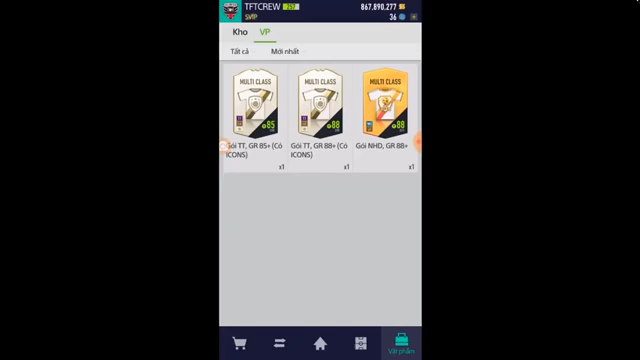 TFTCREW 257
SVIP
867,890,277
36
Kho VP
Tất cả Mới nhất
MULTI CLASS
85
MULTI CLASS
88
MULTI CLASS
88
Gói TT, GR 85+ (Có
ICONS)
x1
Gói TT, GR 88+ (Có
ICONS)
x1
Gói NHD, GR 88+
x1
Vật phẩm